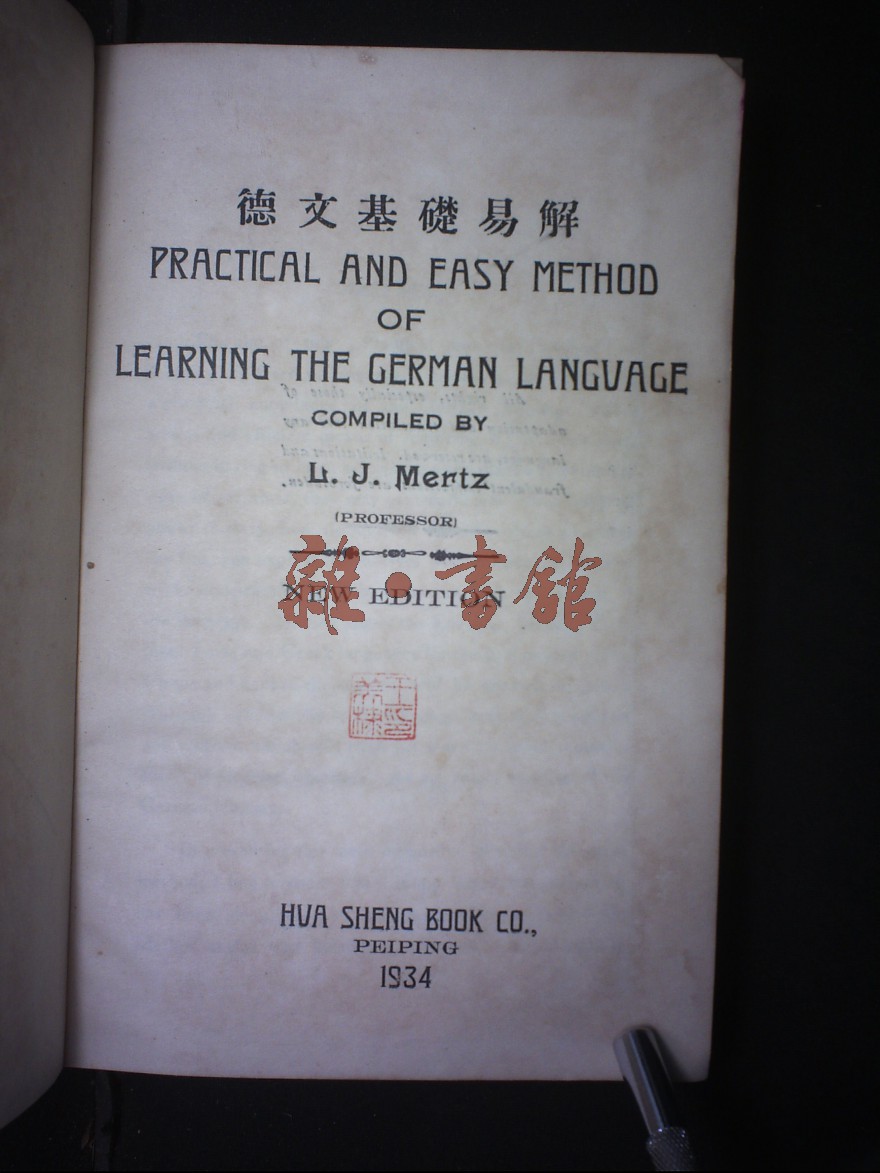 德文基礎易解
PRACTICAL AND EASY METHOD
OF
LEARNING THE GERMAN LANGUAGE
COMPILED BY
L. J. Mertz
(PROFESSOR)
NEW EDITION
雜·書館
HUA SHENG BOOK CO.,
PEIPING
1934